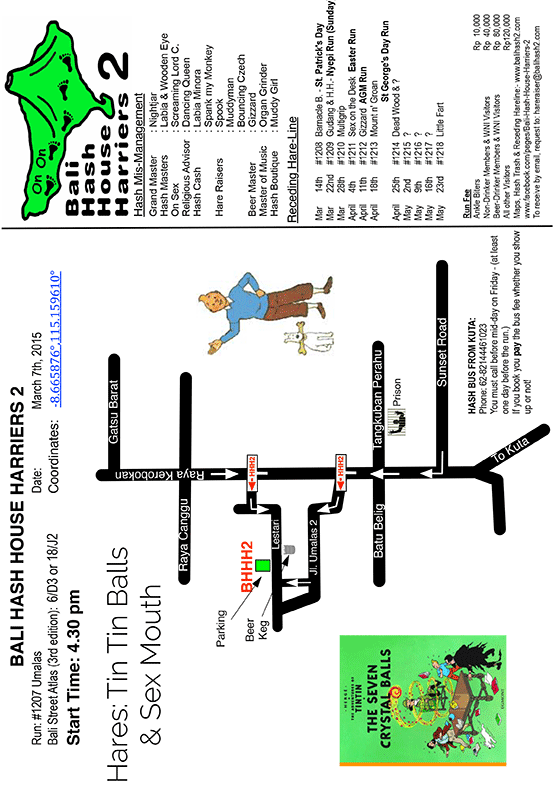 BALI HASH HOUSE HARRIERS 2
Run: #1207 Umalas
Date: March 7th, 2015
Bali Street Atlas (3rd edition): 6/D3 or 18/J2
Coordinates: -8.665876°,115.159610°
Start Time: 4.30 pm
Hares: Tin Tin Balls
& Sex Mouth
Gatsu Barat
Raya Kerobokan
Raya Canggu
Parking
BHHH2
Beer
Keg
Lestari
HHH2
Jl. Umalas 2
HHH2
Batu Belig
Tangkuban Perahu
Prison
Sunset Road
To Kuta
HERGÉ
THE ADVENTURES OF
TINTIN
THE SEVEN
CRYSTAL BALLS
EGMONT
HASH BUS FROM KUTA:
Phone: 62-82144461023
You must call before mid-day on Friday - (at least
one day before the run.)
If you book you pay the bus fee whether you show
up or not!
On On
Bali
Hash
House
Harriers 2
Hash Mis-Management
Grand Master : Nightjar
Hash Masters : Labia & Wooden Eye
On Sex : Screaming Lord C.
Religious Advisor : Dancing Queen
Hash Cash : Labia Minora
: Spank my Monkey
Hare Raisers : Spook
: Muddyman
: Bouncing Czech
Beer Master : Gizzard
Master of Music : Organ Grinder
Hash Boutique : Muddy Girl
Receding Hare-Line
Mar 14th #1208 Barnade B. - St. Patrick's Day
Mar 22nd #1209 Gudang & H.H.- Nyepi Run (Sunday
Mar 28th #1210 Multigrip
April 4th #1211 Sex on the Desk Easter Run
April 11th #1212 Gizzard AGM Run
April 18th #1213 Mount n' Groan
St George's Day Run
April 25th #1214 Dead Wood & ?
May 2nd #1215 ?
May 9th #1216 ?
May 16th #1217 ?
May 23rd #1218 Little Fart
Run Fee
Ankle Biters Rp 10,000
Non-Drinker Members & WNI Visitors Rp 40,000
Beer-Drinker Members & WNI Visitors Rp 80,000
All other Visitors Rp120,000
Maps, Hash Trash & Receding Hareline:- www.balihash2.com
www.facebook.com/pages/Bali-Hash-House-Harriers-2
To receive by email, request to: hareraiser@balihash2.com